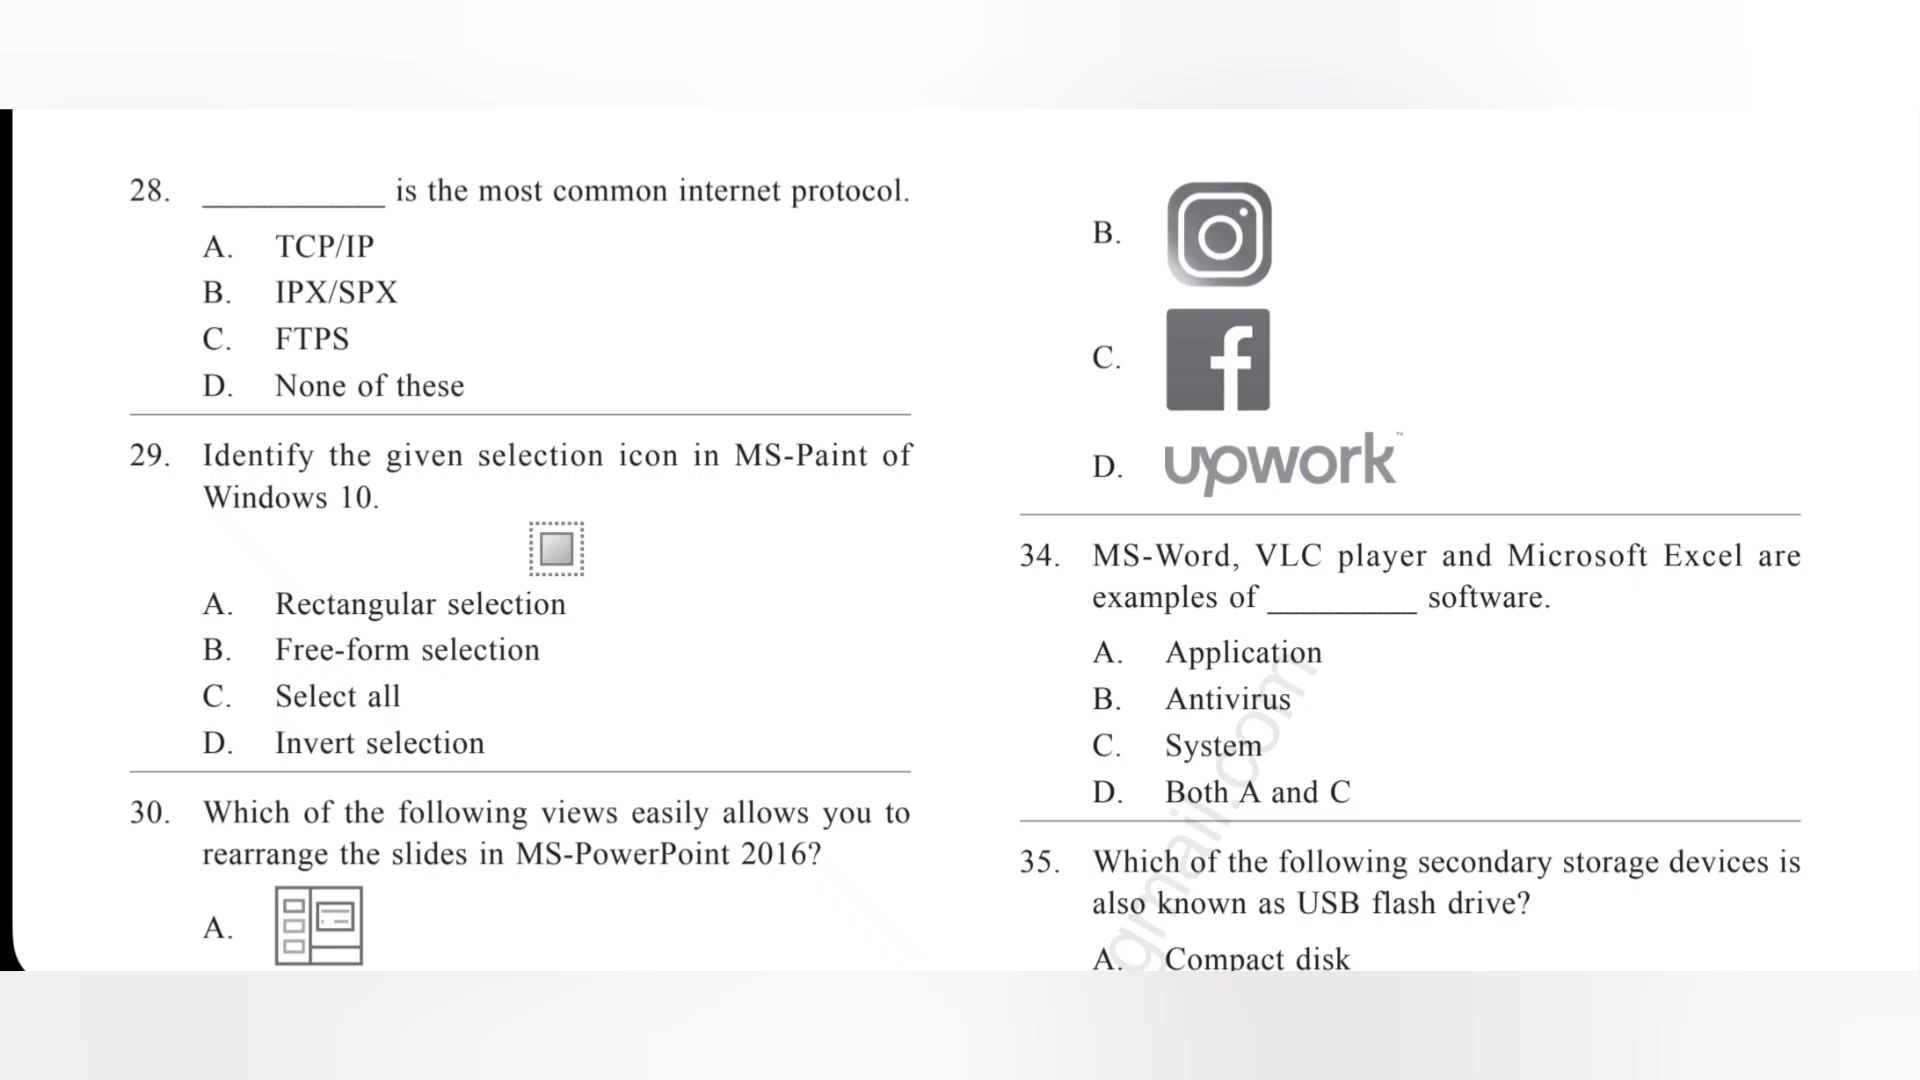 28. ___________ is the most common internet protocol.
A. TCP/IP
B. IPX/SPX
C. FTPS
D. None of these
29. Identify the given selection icon in MS-Paint of
Windows 10.
A. Rectangular selection
B. Free-form selection
C. Select all
D. Invert selection
30. Which of the following views easily allows you to
rearrange the slides in MS-PowerPoint 2016?
A.
B.
C. f
D. upwork™
34. MS-Word, VLC player and Microsoft Excel are
examples of _________ software.
A. Application
B. Antivirus
C. System
D. Both A and C
35. Which of the following secondary storage devices is
also known as USB flash drive?
A. Compact disk
gmail.com